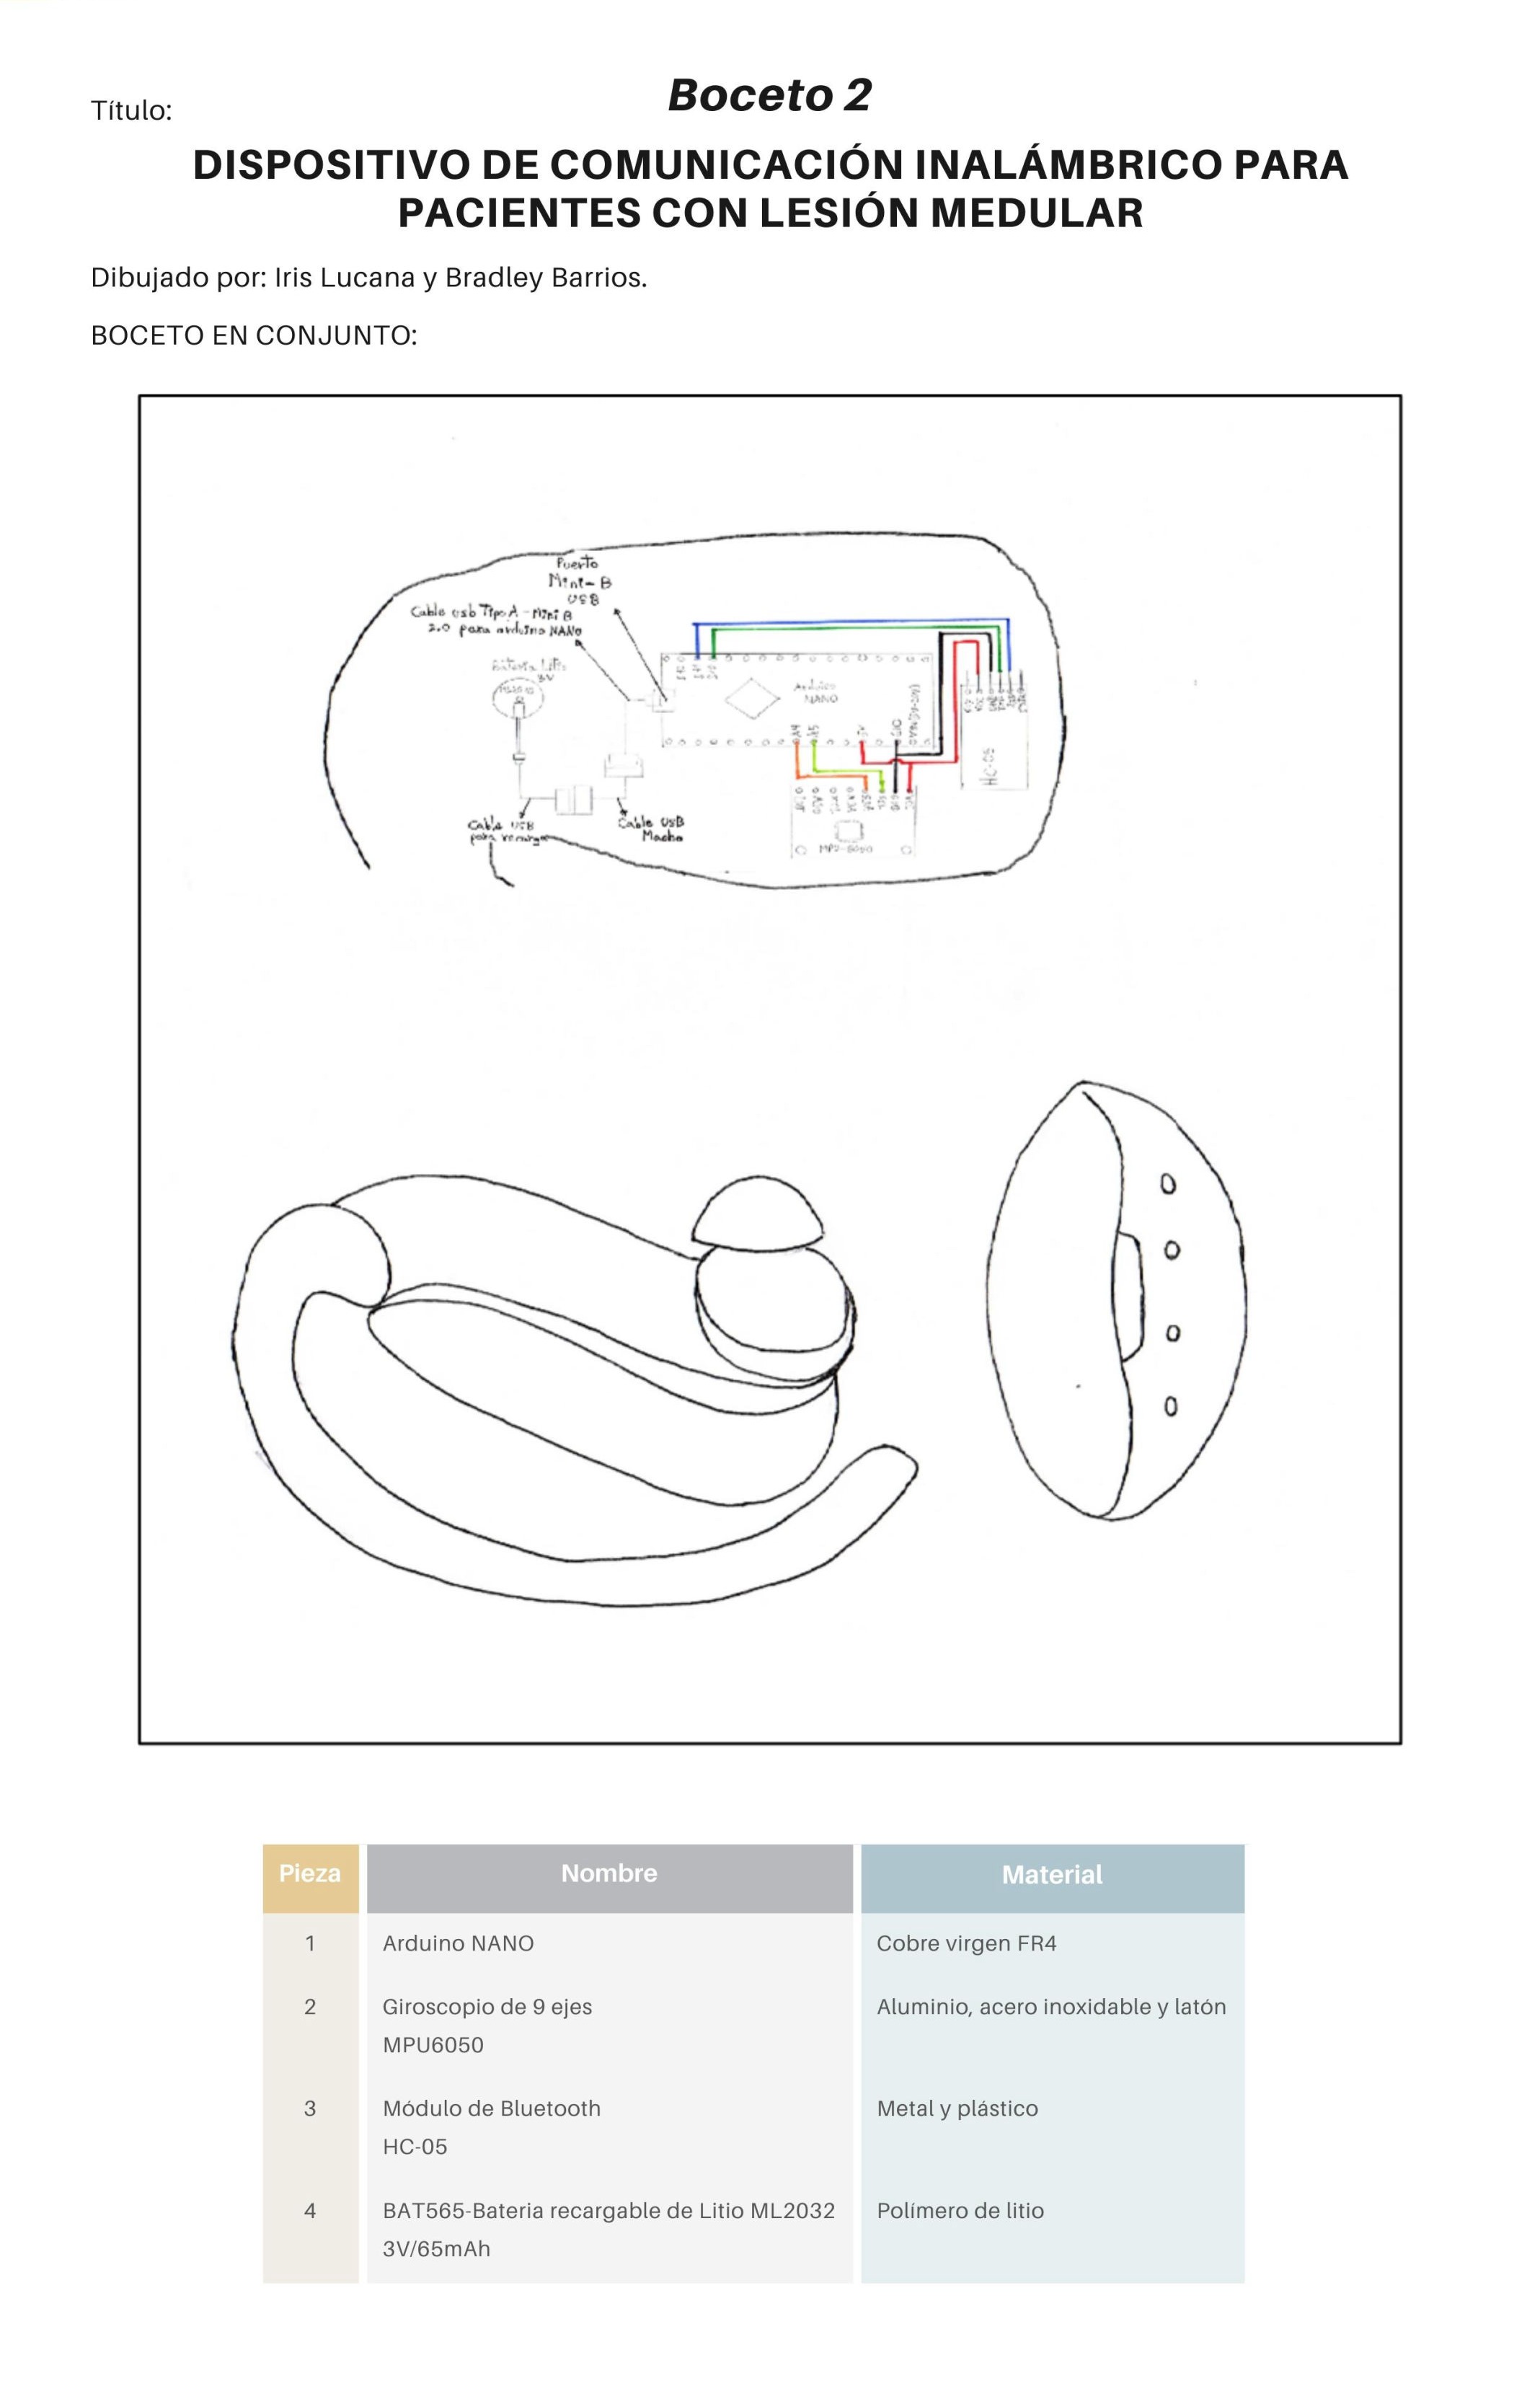 Título:
Boceto 2
DISPOSITIVO DE COMUNICACIÓN INALÁMBRICO PARA
PACIENTES CON LESIÓN MEDULAR
Dibujado por: Iris Lucana y Bradley Barrios.
BOCETO EN CONJUNTO:
Puerto
Mini-B
USB
Cable usb Tipo A - Mini B
2.0 para arduino NANO
3V
Arduino
NANO
A4
A5
5V
HC-05
Cable USB
para recarga
Cable USB
Macho
Pieza
Nombre
Material
1
Arduino NANO
Cobre virgen FR4
2
Giroscopio de 9 ejes
MPU6050
Aluminio, acero inoxidable y latón
3
Módulo de Bluetooth
HC-05
Metal y plástico
4
BAT565-Bateria recargable de Litio ML2032
3V/65mAh
Polímero de litio